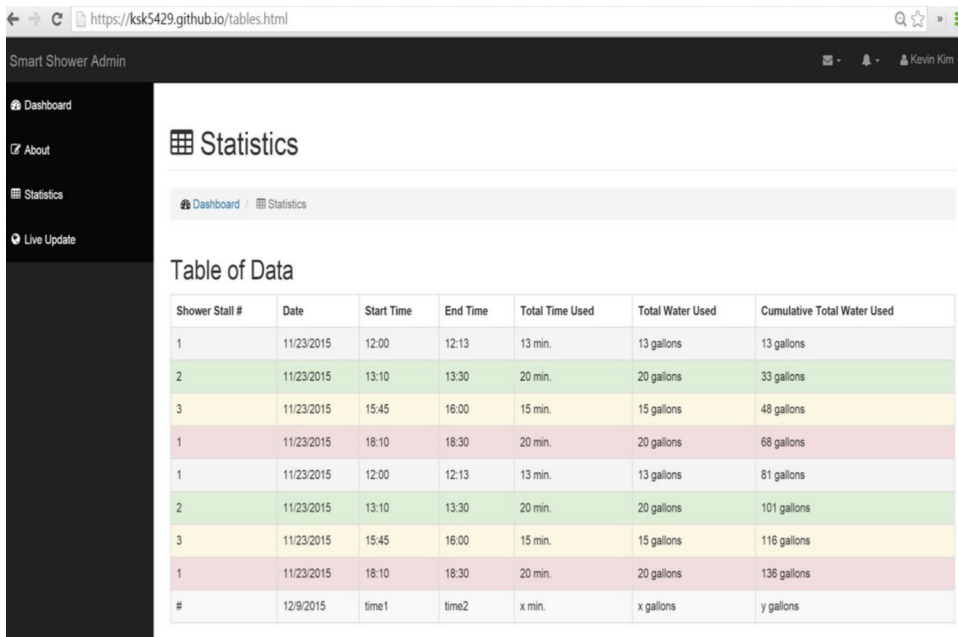 https://ksk5429.github.io/tables.html »
Smart Shower Admin Kevin Kim
Dashboard
About
Statistics
Live Update
Statistics
Dashboard / Statistics
Table of Data
Shower Stall # Date Start Time End Time Total Time Used Total Water Used Cumulative Total Water Used
1 11/23/2015 12:00 12:13 13 min. 13 gallons 13 gallons
2 11/23/2015 13:10 13:30 20 min. 20 gallons 33 gallons
3 11/23/2015 15:45 16:00 15 min. 15 gallons 48 gallons
1 11/23/2015 18:10 18:30 20 min. 20 gallons 68 gallons
1 11/23/2015 12:00 12:13 13 min. 13 gallons 81 gallons
2 11/23/2015 13:10 13:30 20 min. 20 gallons 101 gallons
3 11/23/2015 15:45 16:00 15 min. 15 gallons 116 gallons
1 11/23/2015 18:10 18:30 20 min. 20 gallons 136 gallons
# 12/9/2015 time1 time2 x min. x gallons y gallons